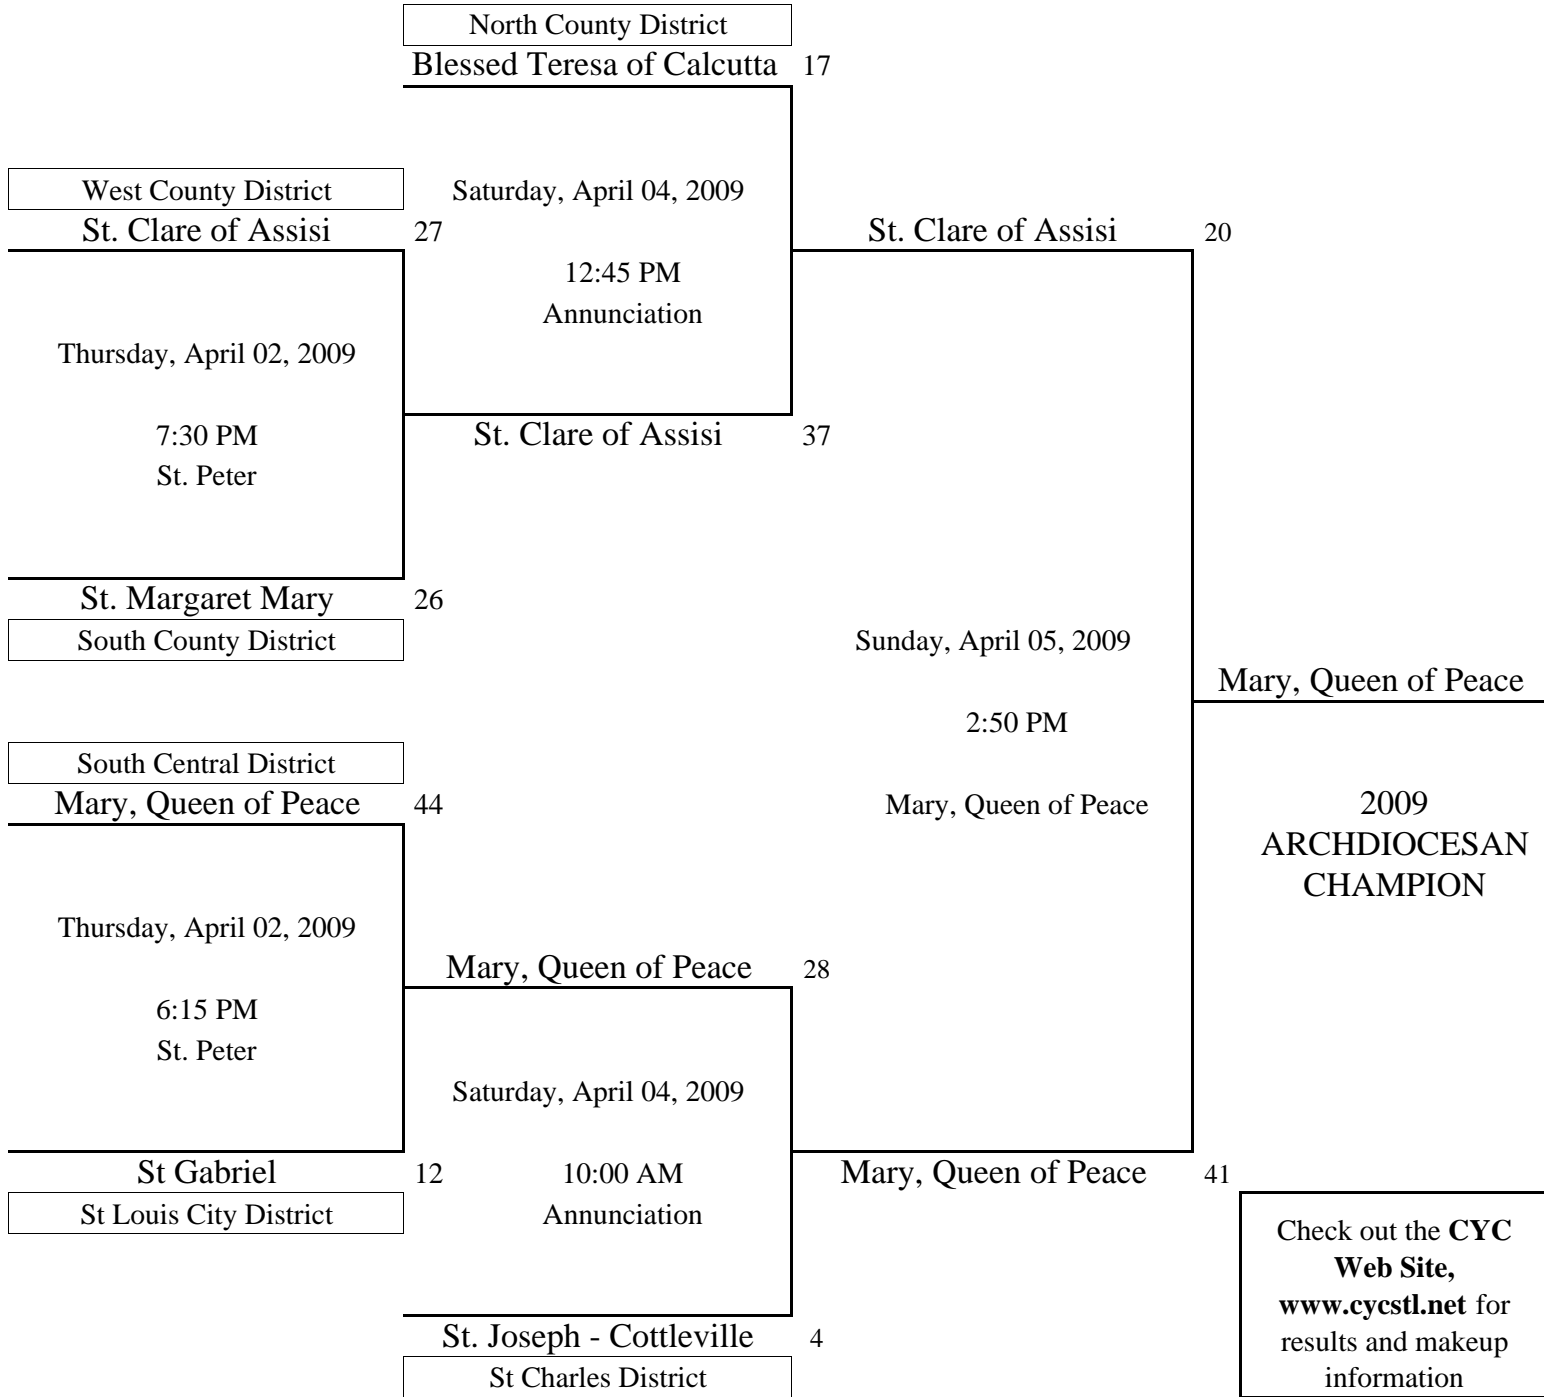 North County District
Blessed Teresa of Calcutta 17
West County District
Saturday, April 04, 2009
St. Clare of Assisi 27
St. Clare of Assisi 20
12:45 PM
Annunciation
Thursday, April 02, 2009
7:30 PM
St. Clare of Assisi 37
St. Peter
St. Margaret Mary 26
South County District
Sunday, April 05, 2009
Mary, Queen of Peace
2:50 PM
South Central District
Mary, Queen of Peace 44
Mary, Queen of Peace
2009
ARCHDIOCESAN
CHAMPION
Thursday, April 02, 2009
Mary, Queen of Peace 28
6:15 PM
St. Peter
Saturday, April 04, 2009
St Gabriel 12
10:00 AM
Mary, Queen of Peace 41
St Louis City District
Annunciation
Check out the CYC
Web Site,
www.cycstl.net for
results and makeup
information
St. Joseph - Cottleville 4
St Charles District